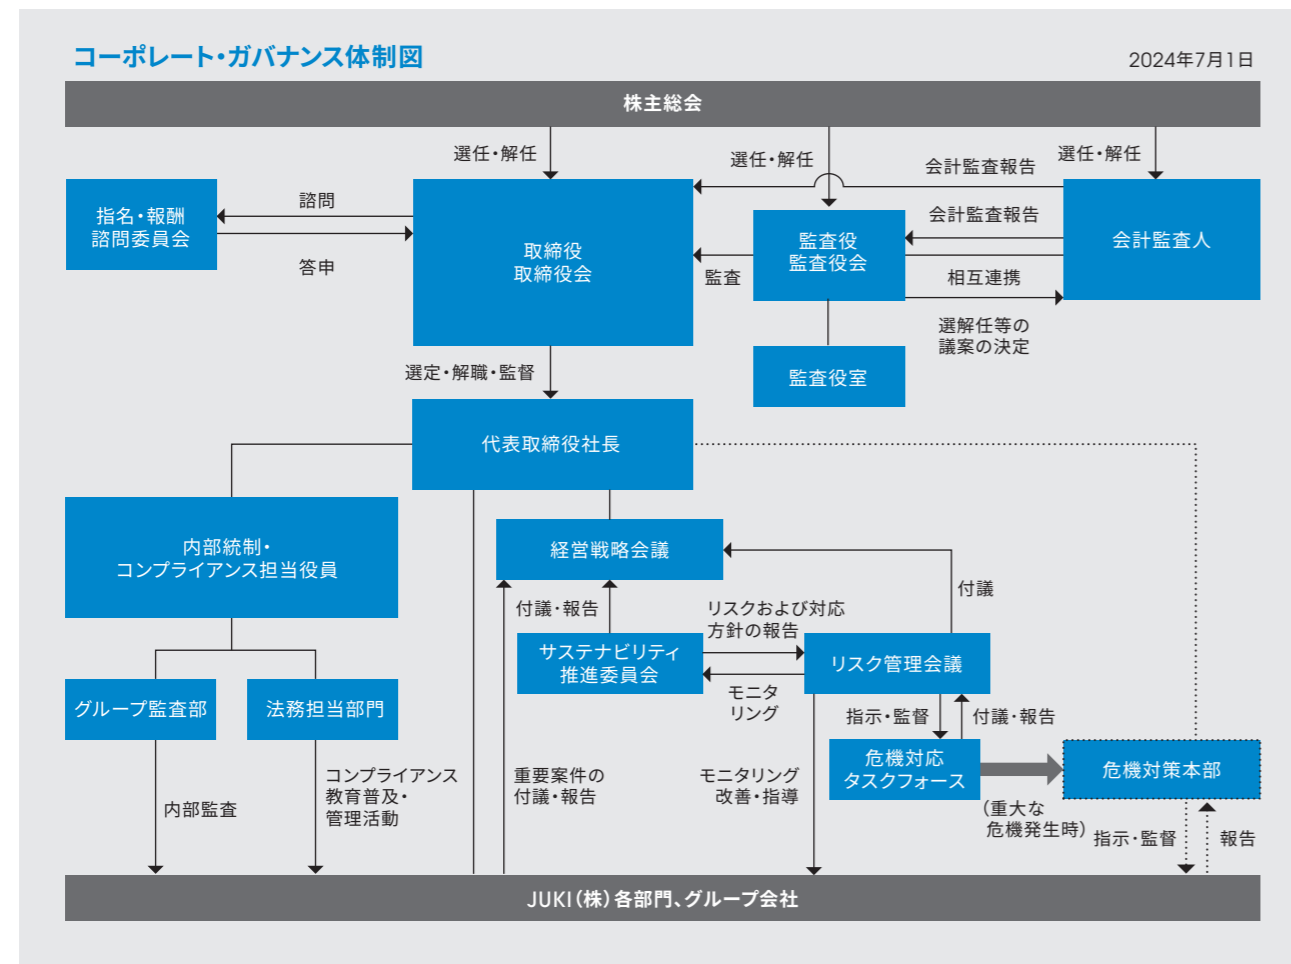 コーポレート・ガバナンス体制図
2024年7月1日
株主総会
選任・解任
選任・解任
会計監査報告
選任・解任
指名・報酬
諮問委員会
諮問
答申
取締役
取締役会
監査
監査役
監査役会
会計監査報告
相互連携
選解任等の
議案の決定
会計監査人
監査役室
選定・解職・監督
代表取締役社長
内部統制・
コンプライアンス担当役員
経営戦略会議
付議・報告
リスクおよび対応
方針の報告
付議
サステナビリティ
推進委員会
モニタ
リング
リスク管理会議
グループ監査部
法務担当部門
指示・監督
付議・報告
危機対応
タスクフォース
危機対策本部
(重大な
危機発生時)
内部監査
コンプライアンス
教育普及・
管理活動
重要案件の
付議・報告
モニタリング
改善・指導
指示・監督
報告
JUKI(株)各部門、グループ会社